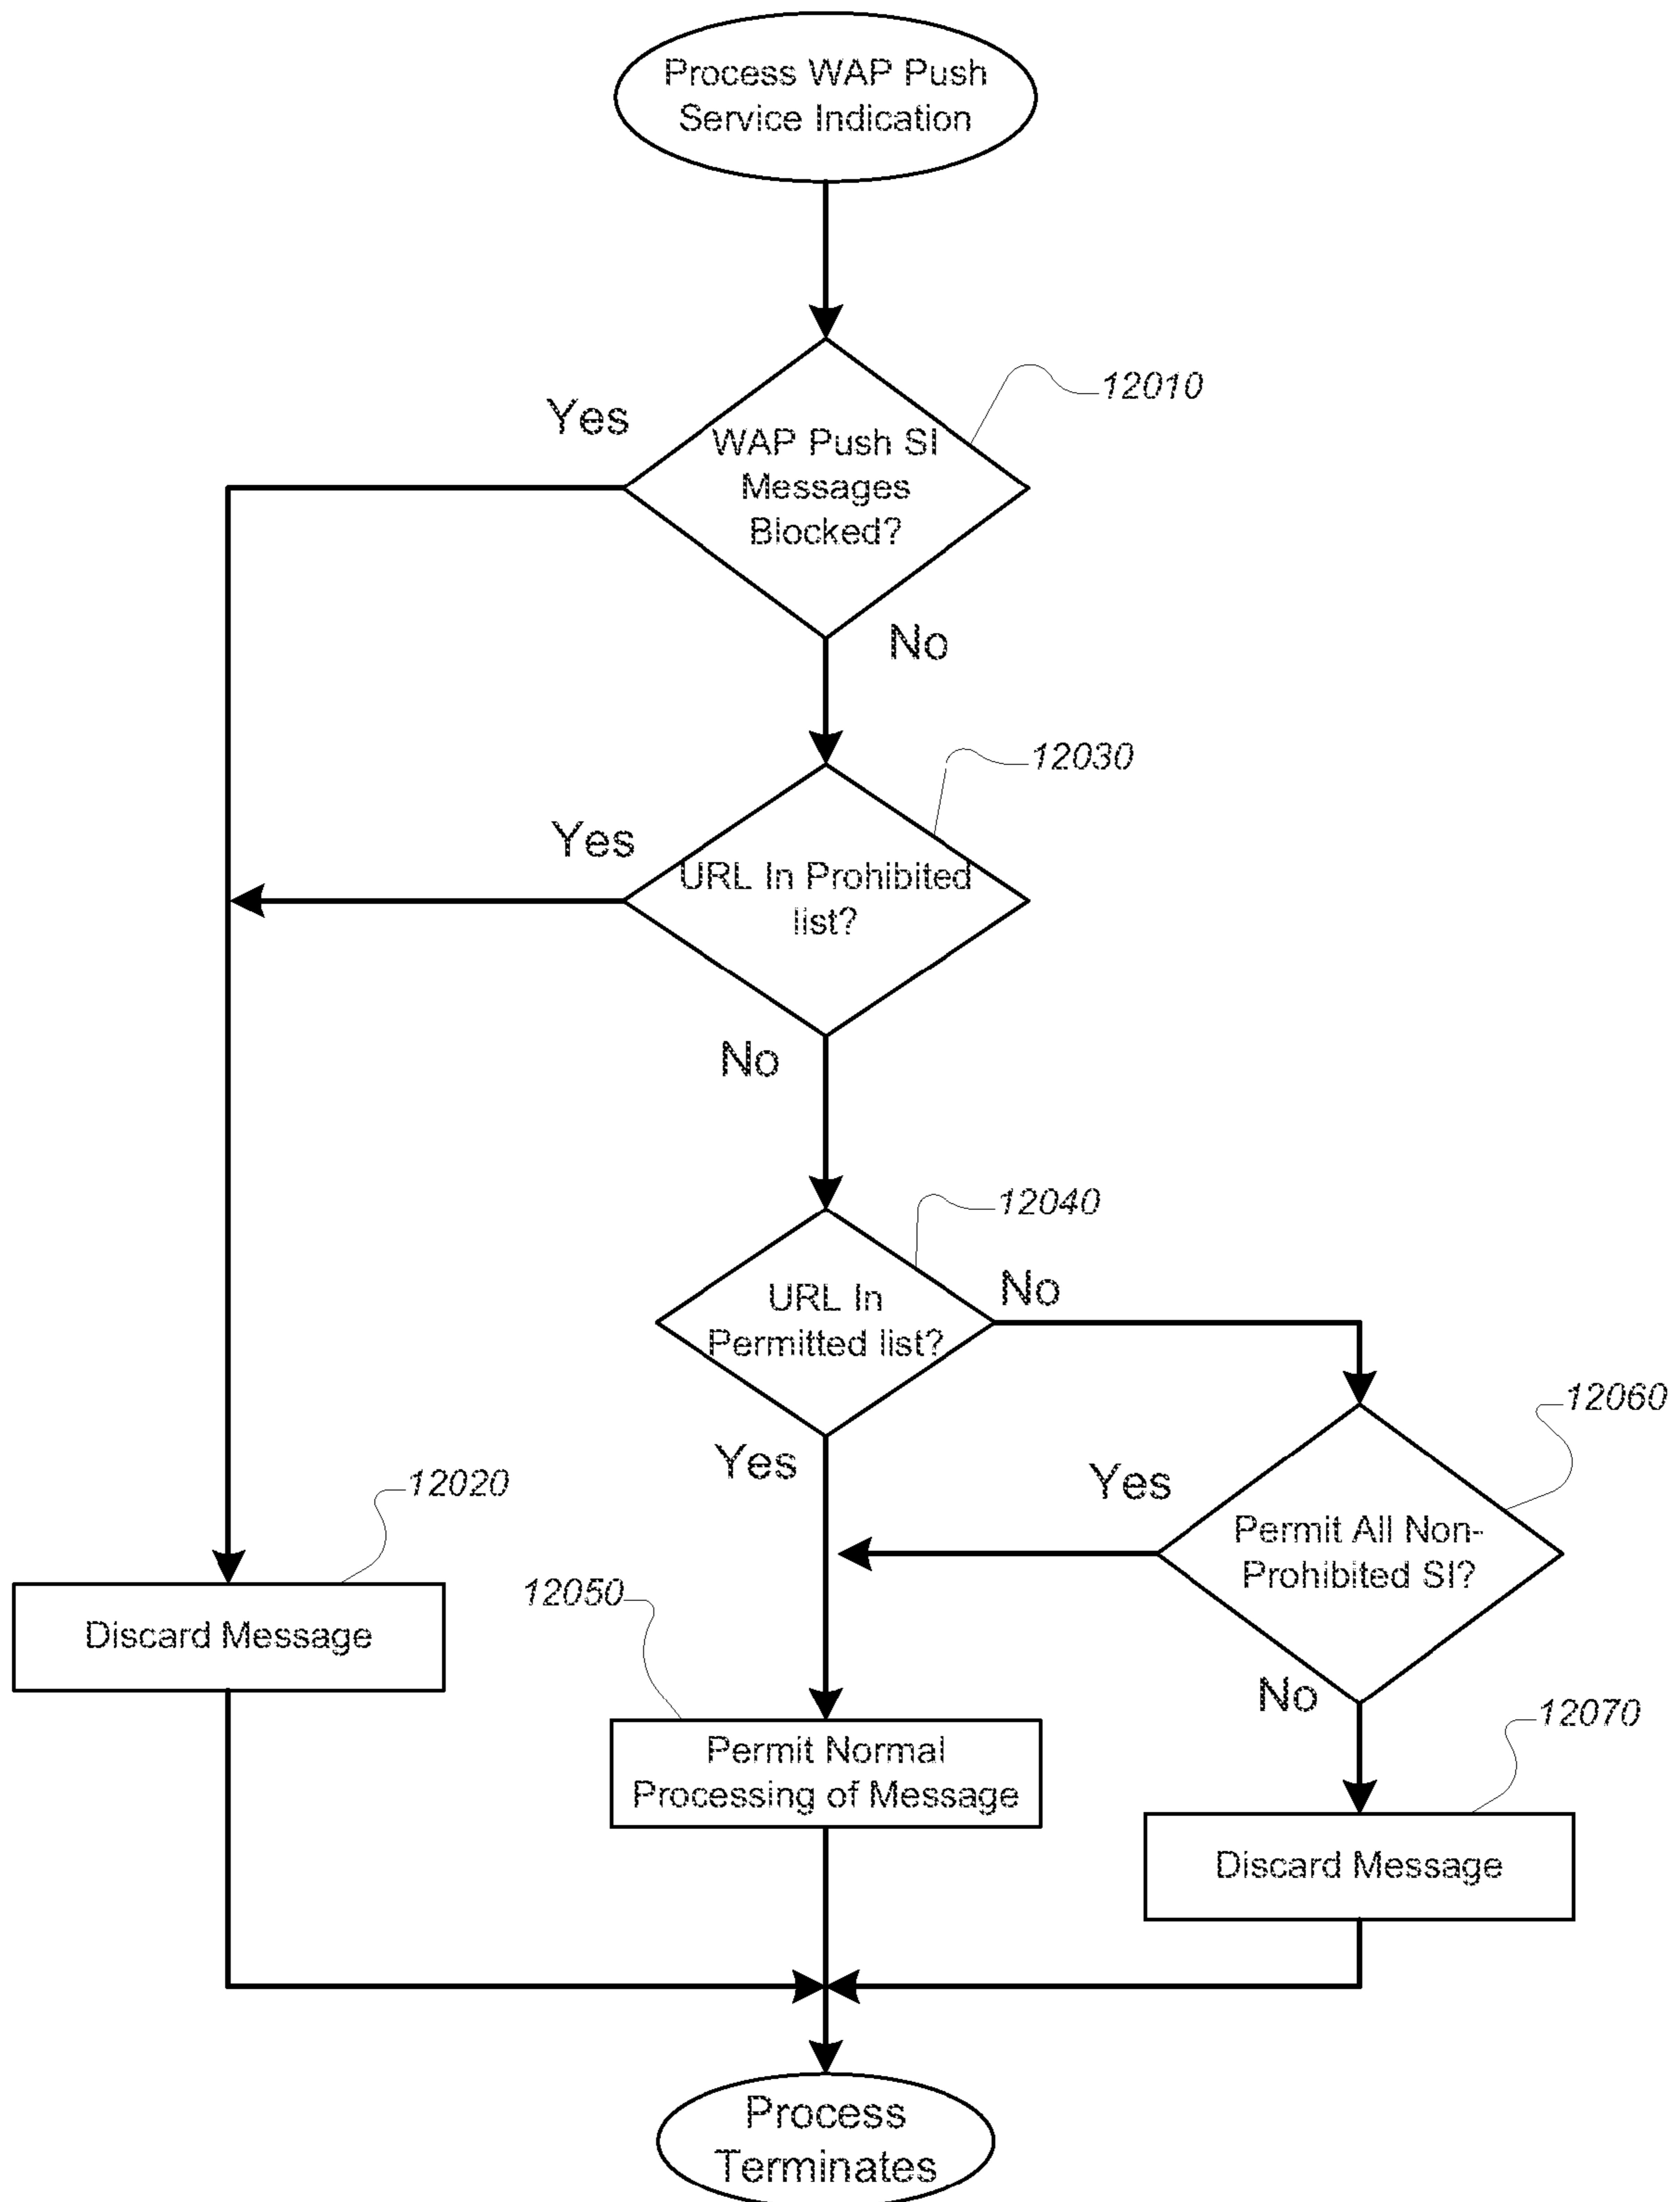 Process WAP Push
Service Indication
12010
Yes
WAP Push SI
Messages
Blocked?
No
12030
Yes
URL In Prohibited
list?
No
12040
URL In
Permitted list?
No
12060
Yes
Yes
12020
Permit All Non-
Prohibited SI?
12050
Discard Message
No
12070
Permit Normal
Processing of Message
Discard Message
Process
Terminates